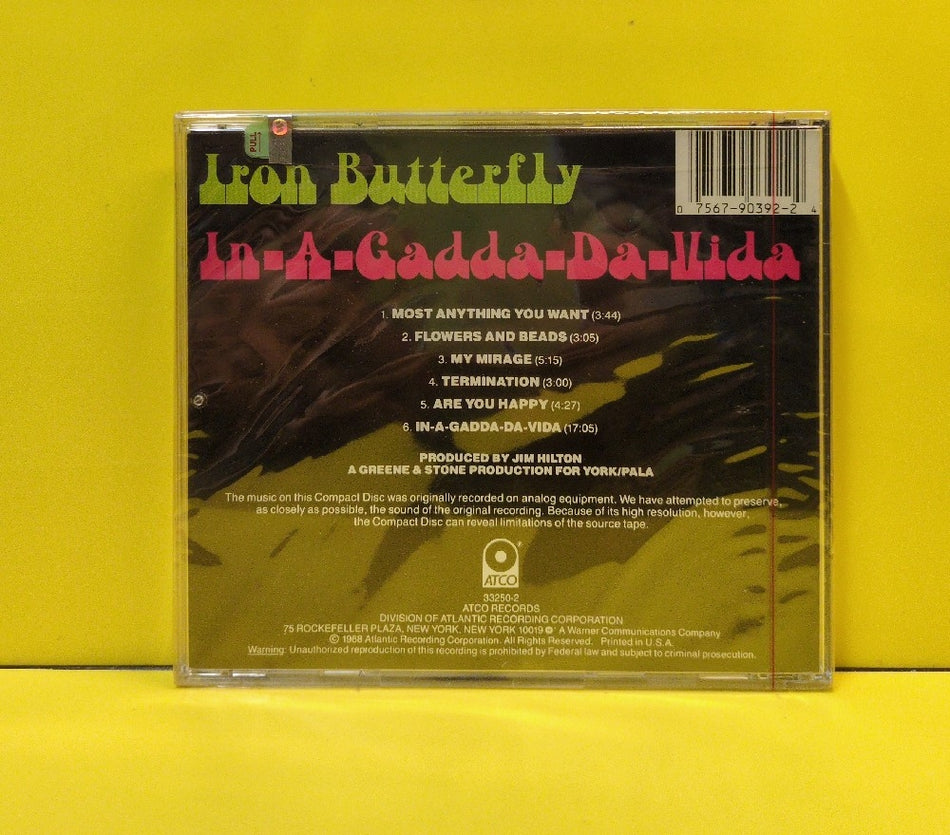 PULL
Iron Butterfly
0 7567-90392-2 4
In-A-Gadda-Da-Vida
1. MOST ANYTHING YOU WANT (3:44)
2. FLOWERS AND BEADS (3:05)
3. MY MIRAGE (5:15)
4. TERMINATION (3:00)
5. ARE YOU HAPPY (4:27)
6. IN-A-GADDA-DA-VIDA (17:05)
PRODUCED BY JIM HILTON
A GREENE & STONE PRODUCTION FOR YORK/PALA
The music on this Compact Disc was originally recorded on analog equipment. We have attempted to preserve,
as closely as possible, the sound of the original recording. Because of its high resolution, however,
the Compact Disc can reveal limitations of the source tape.
ATCO
®
33250-2
ATCO RECORDS
DIVISION OF ATLANTIC RECORDING CORPORATION
75 ROCKEFELLER PLAZA, NEW YORK, NEW YORK 10019 A Warner Communications Company
© 1968 Atlantic Recording Corporation. All Rights Reserved. Printed in U.S.A.
Warning: Unauthorized reproduction of this recording is prohibited by Federal law and subject to criminal prosecution.